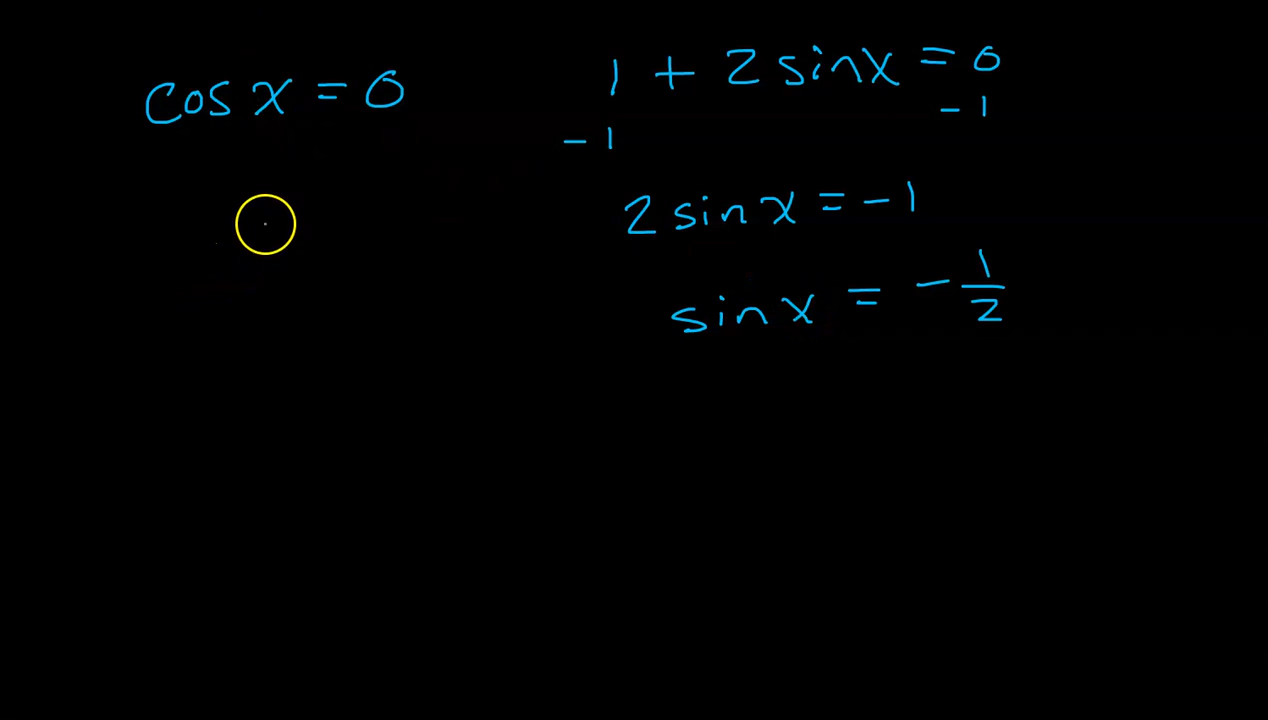 cos x = 0
1 + 2 sin x = 0
-1 -1
2 sin x = -1
sin x = - 1/2